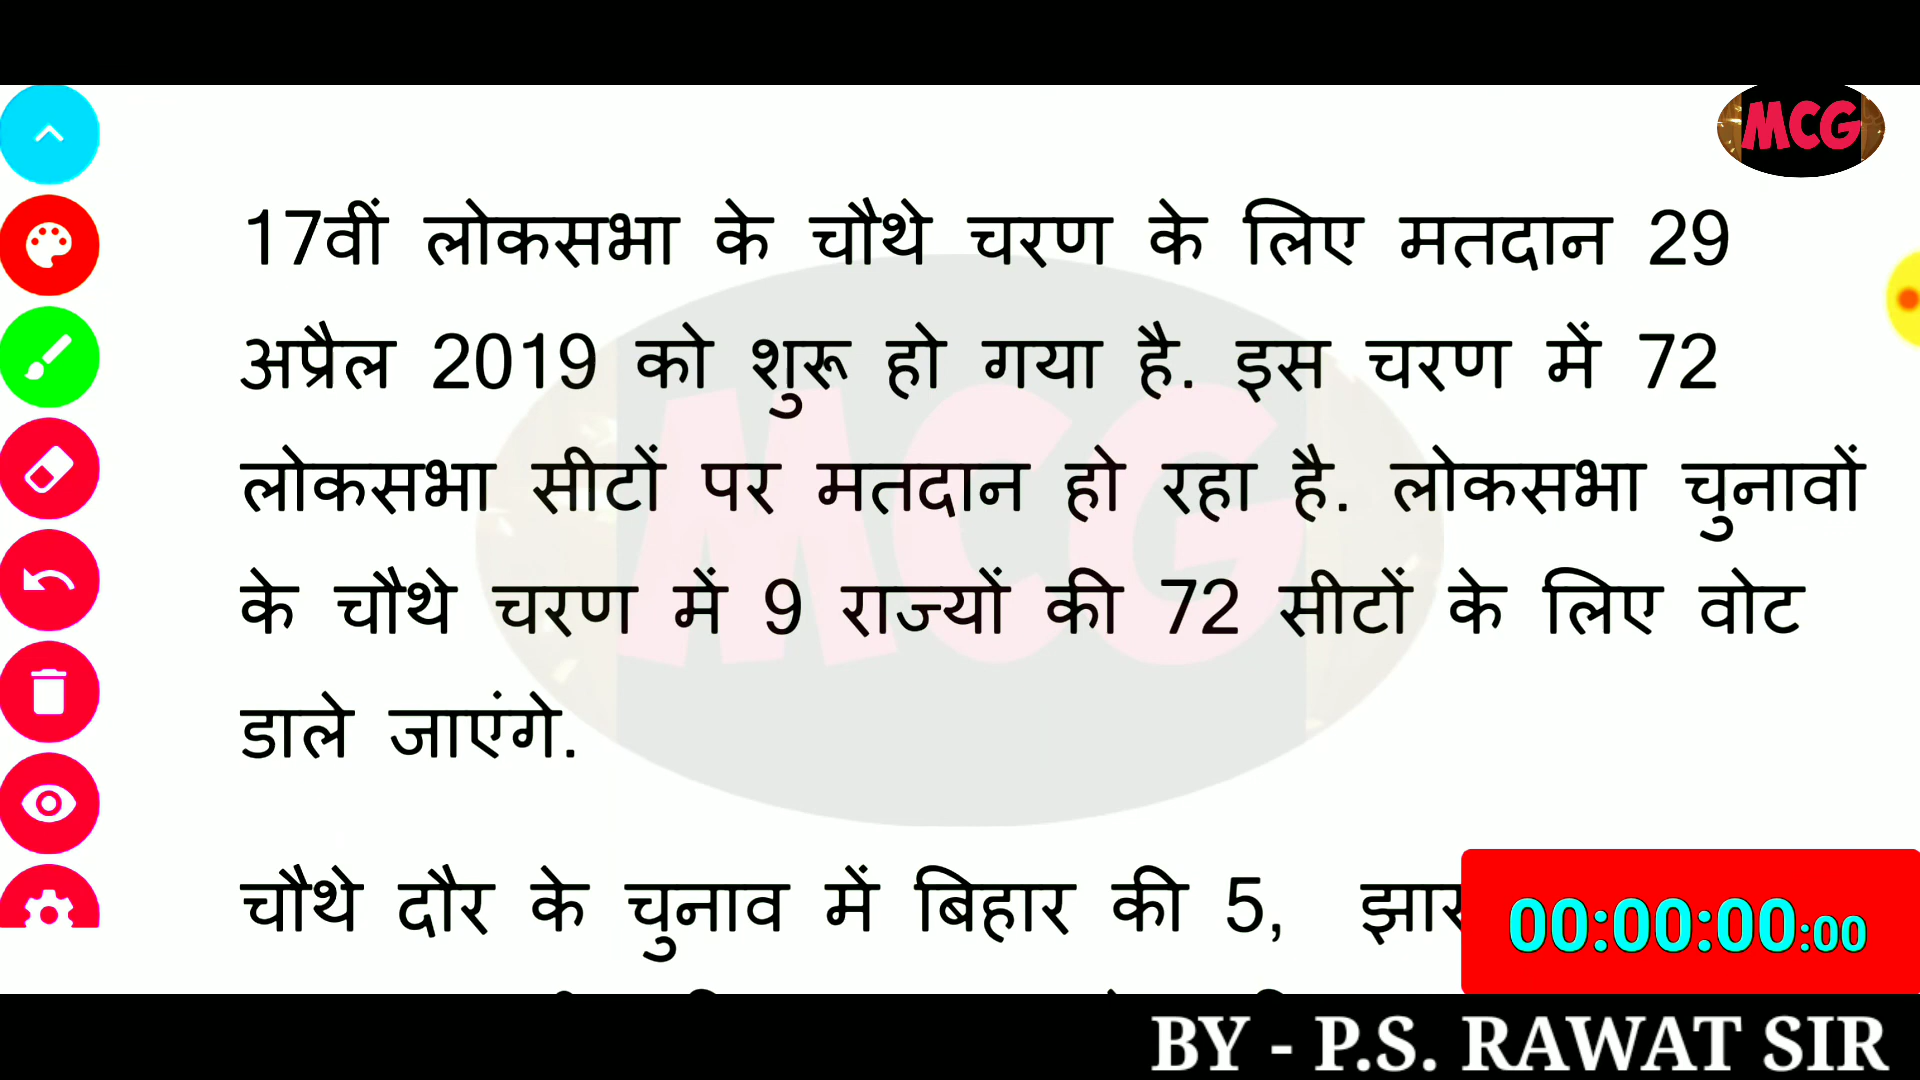 MCG
17वीं लोकसभा के चौथे चरण के लिए मतदान 29
अप्रैल 2019 को शुरू हो गया है. इस चरण में 72
लोकसभा सीटों पर मतदान हो रहा है. लोकसभा चुनावों
के चौथे चरण में 9 राज्यों की 72 सीटों के लिए वोट
डाले जाएंगे.
MCG
चौथे दौर के चुनाव में बिहार की 5,
00:00:00:00
BY - P.S. RAWAT SIR